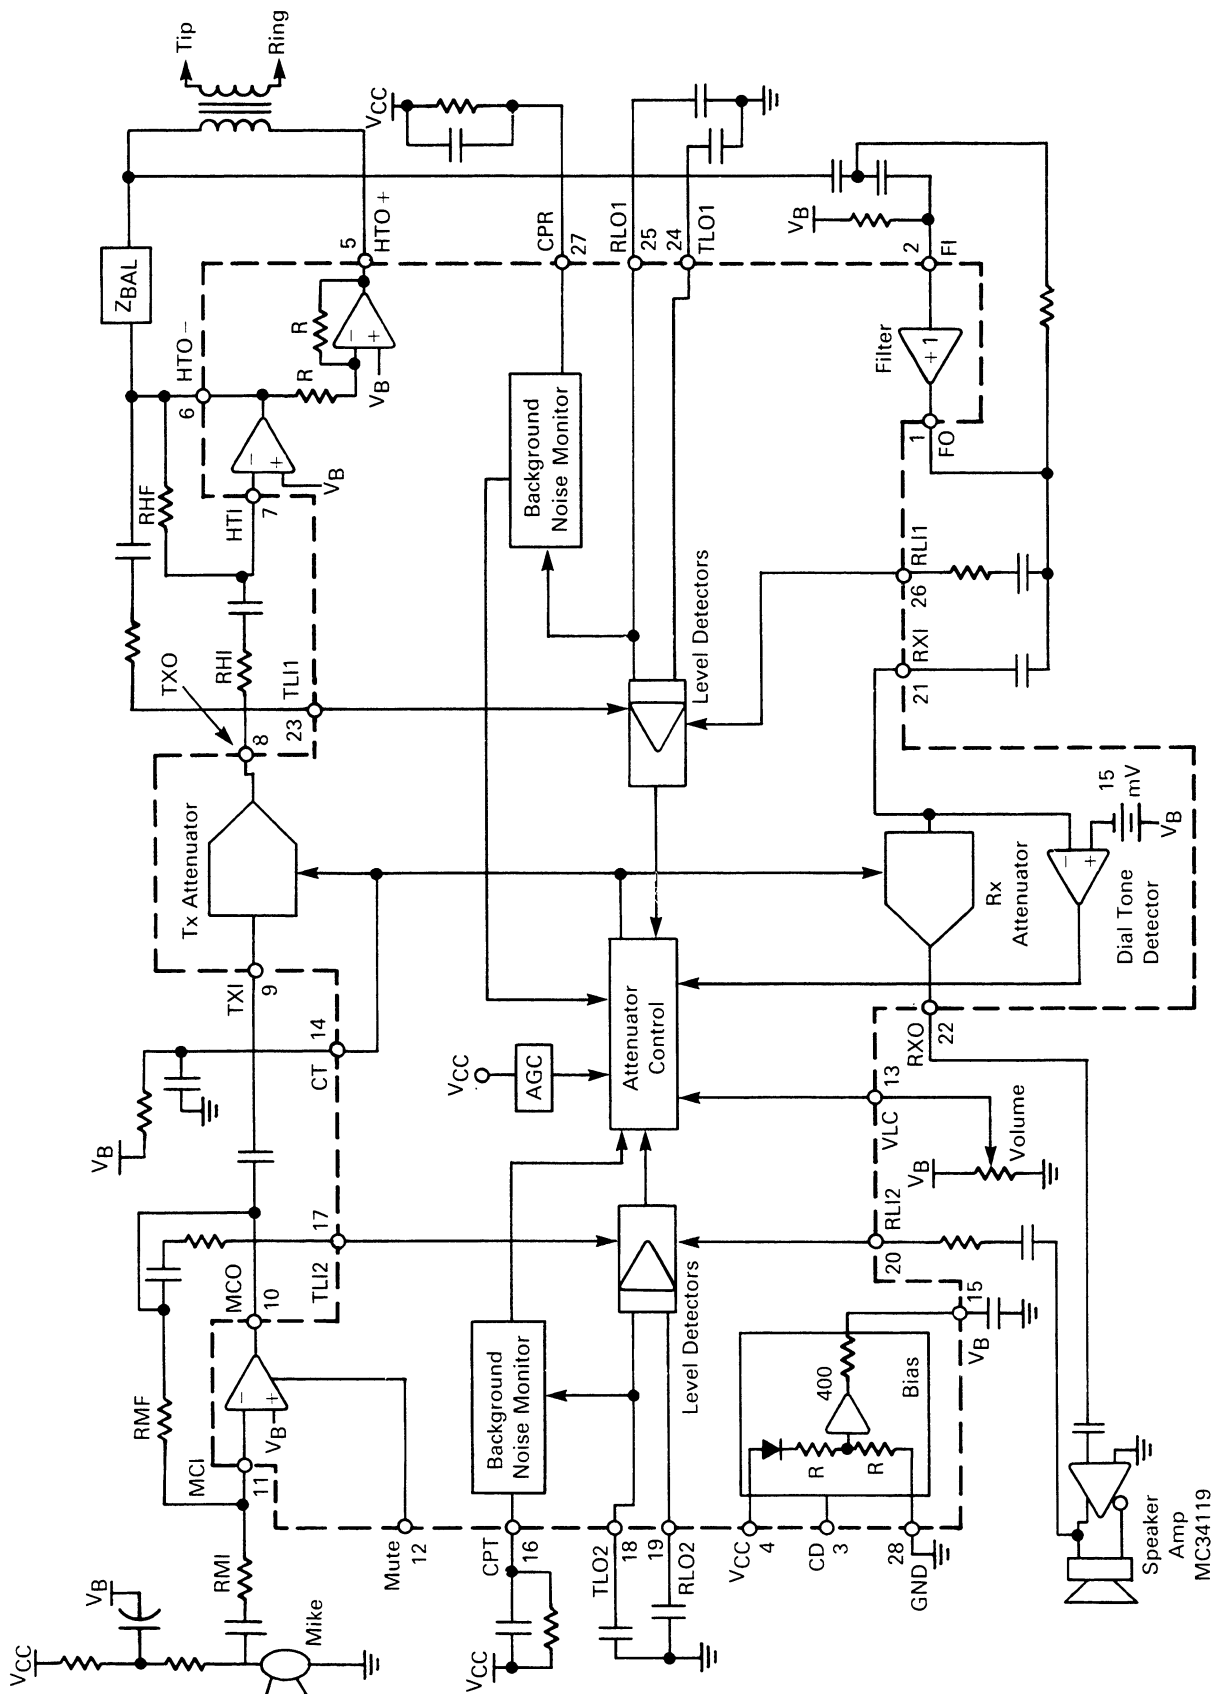 VCC
VB
Mike
RMI
RMF
MCI
11
−
+
VB
MCO
10
TLI2
17
VB
CT
14
TXI
9
Tx Attenuator
TXO
8
RHI
TLI1
23
RHF
HTI
7
−
+
VB
HTO −
6
R
R
−
+
VB
ZBAL
5
HTO +
Tip
Ring
Mute
12
VCC
CPT
16
Background
Noise Monitor
VCC
AGC
Background
Noise Monitor
CPR
27
VCC
TLO2
18
19
RLO2
Level Detectors
Attenuator
Control
Level Detectors
RLO1
25
24
TLO1
VCC
4
CD
3
28
GND
R
R
400
Bias
15
VB
RLI2
20
VLC
13
VB
Volume
RXO
22
Rx
Attenuator
−
+
15
mV
VB
Dial Tone
Detector
RXI
21
RLI1
26
Filter
+ 1
1
FO
2
FI
VB
Speaker
Amp
MC34119